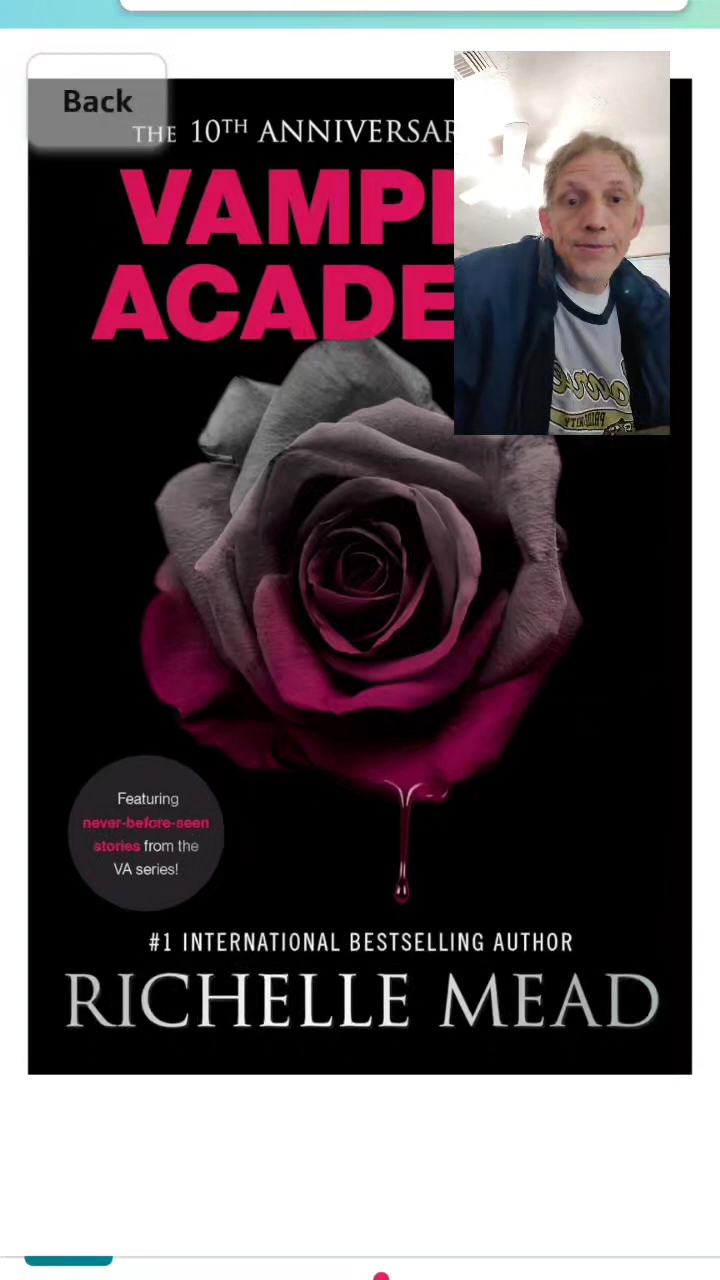 Back
THE 10TH ANNIVERSAR
VAMPI
ACADE
Featuring
never-before-seen
stories from the
VA series!
#1 INTERNATIONAL BESTSELLING AUTHOR
RICHELLE MEAD